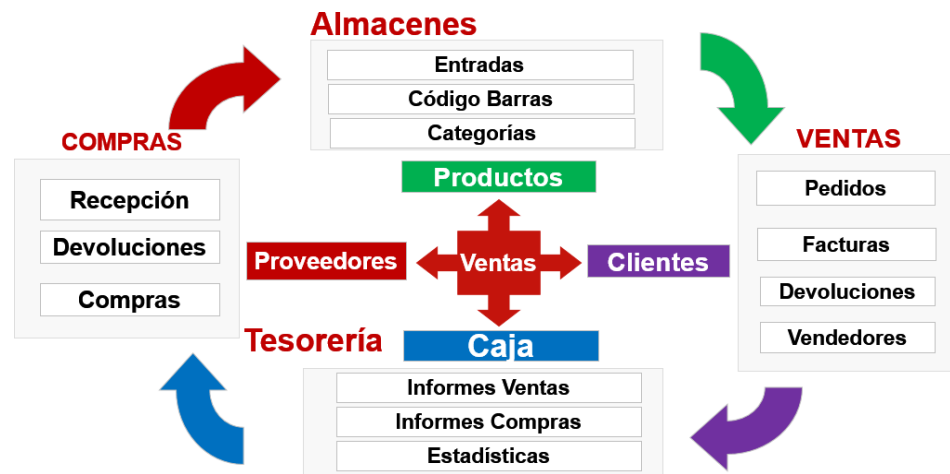 Almacenes
Entradas
Código Barras
Categorías
COMPRAS
Recepción
Devoluciones
Compras
VENTAS
Pedidos
Facturas
Devoluciones
Vendedores
Productos
Proveedores
Ventas
Clientes
Tesorería
Caja
Informes Ventas
Informes Compras
Estadísticas